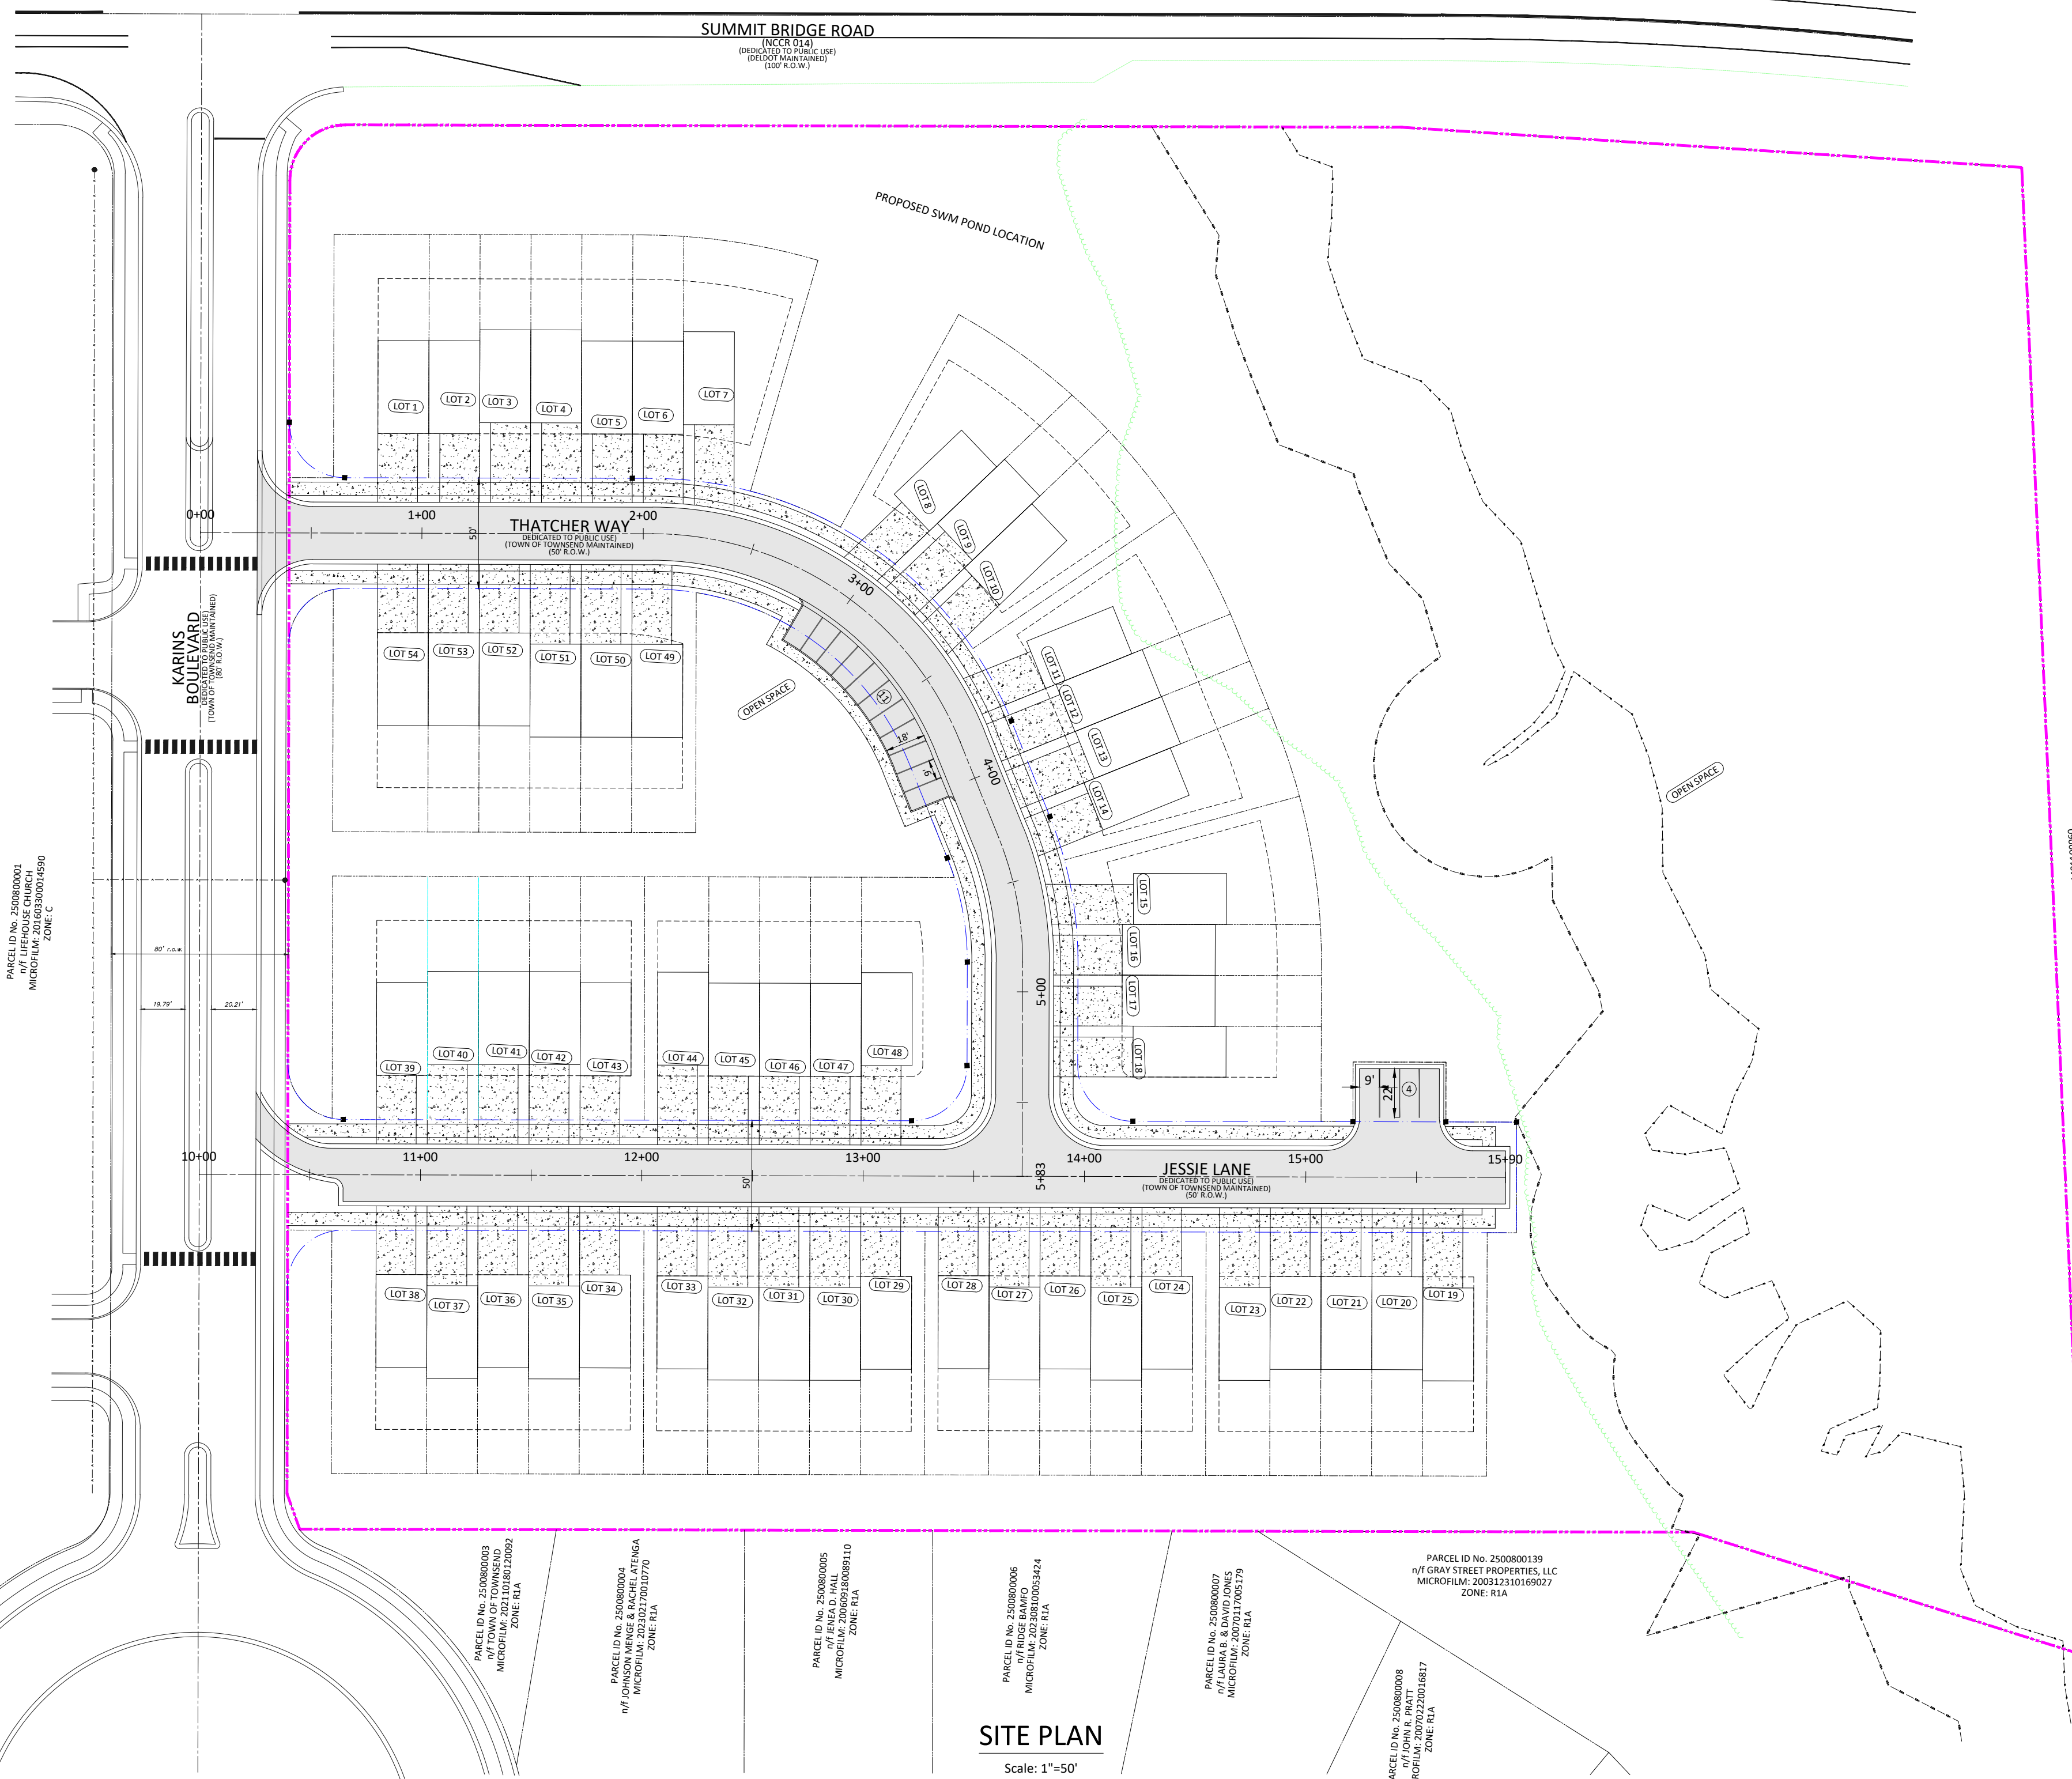 SUMMIT BRIDGE ROAD
(NCCR 014)
(DEDICATED TO PUBLIC USE)
(DELDOT MAINTAINED)
(100' R.O.W.)
PROPOSED SWM POND LOCATION
LOT 1
LOT 2
LOT 3
LOT 4
LOT 5
LOT 6
LOT 7
LOT 8
LOT 9
LOT 10
0+00
1+00
2+00
3+00
THATCHER WAY
DEDICATED TO PUBLIC USE)
(TOWN OF TOWNSEND MAINTAINED)
(50' R.O.W.)
50'
KARINS
BOULEVARD
DEDICATED TO PUBLIC USE)
(TOWN OF TOWNSEND MAINTAINED)
(80' R.O.W.)
LOT 54
LOT 53
LOT 52
LOT 51
LOT 50
LOT 49
OPEN SPACE
11
18'
9'
4+00
LOT 11
LOT 12
LOT 13
LOT 14
OPEN SPACE
PARCEL ID No. 2500800001
n/f LIFEHOUSE CHURCH
MICROFILM: 201603300014590
ZONE: C
80' r.o.w.
19.79'
20.21'
LOT 15
LOT 16
LOT 17
LOT 18
5+00
LOT 39
LOT 40
LOT 41
LOT 42
LOT 43
LOT 44
LOT 45
LOT 46
LOT 47
LOT 48
9'
22'
4
10+00
11+00
12+00
13+00
14+00
15+00
15+90
5+83
50'
JESSIE LANE
DEDICATED TO PUBLIC USE)
(TOWN OF TOWNSEND MAINTAINED)
(50' R.O.W.)
LOT 38
LOT 37
LOT 36
LOT 35
LOT 34
LOT 33
LOT 32
LOT 31
LOT 30
LOT 29
LOT 28
LOT 27
LOT 26
LOT 25
LOT 24
LOT 23
LOT 22
LOT 21
LOT 20
LOT 19
PARCEL ID No. 2500800003
n/f TOWN OF TOWNSEND
MICROFILM: 202110180120092
ZONE: R1A
PARCEL ID No. 2500800004
n/f JOHNSON MENGE & RACHEL ATENGA
MICROFILM: 202302170010770
ZONE: R1A
PARCEL ID No. 2500800005
n/f JENEA D. HALL
MICROFILM: 200609180089110
ZONE: R1A
PARCEL ID No. 2500800006
n/f RIDGE BAMFO
MICROFILM: 202308100053424
ZONE: R1A
PARCEL ID No. 2500800007
n/f LAURA B. & DAVID JONES
MICROFILM: 200701170005179
ZONE: R1A
PARCEL ID No. 2500800139
n/f GRAY STREET PROPERTIES, LLC
MICROFILM: 200312310169027
ZONE: R1A
ARCEL ID No. 2500800008
n/f JOHN R. PRATT
ROFILM: 200702220016817
ZONE: R1A
SITE PLAN
Scale: 1"=50'